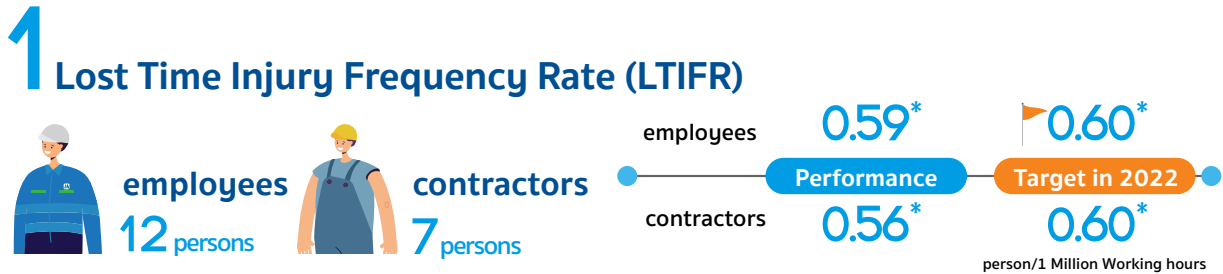 1 Lost Time Injury Frequency Rate (LTIFR)
employees
12 persons
contractors
7 persons
employees 0.59* 0.60*
Performance Target in 2022
contractors 0.56* 0.60*
person/1 Million Working hours